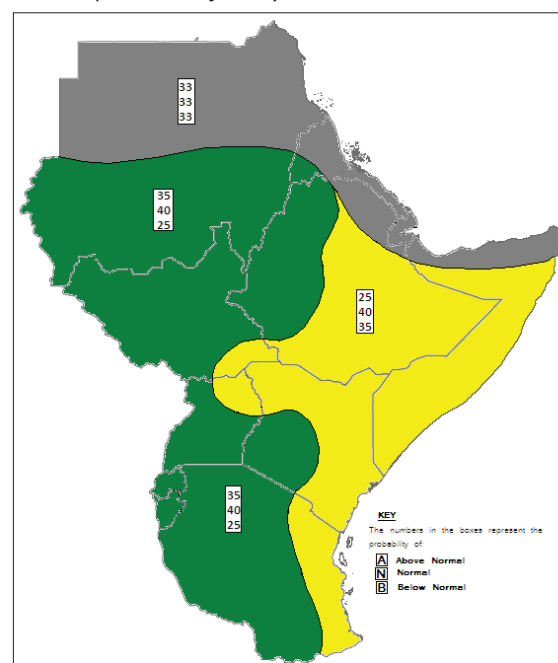 33
33
33
35
40
25
25
40
35
35
40
25
KEY
The numbers in the boxes represent the
probability of:
A Above Normal
N Normal
B Below Normal